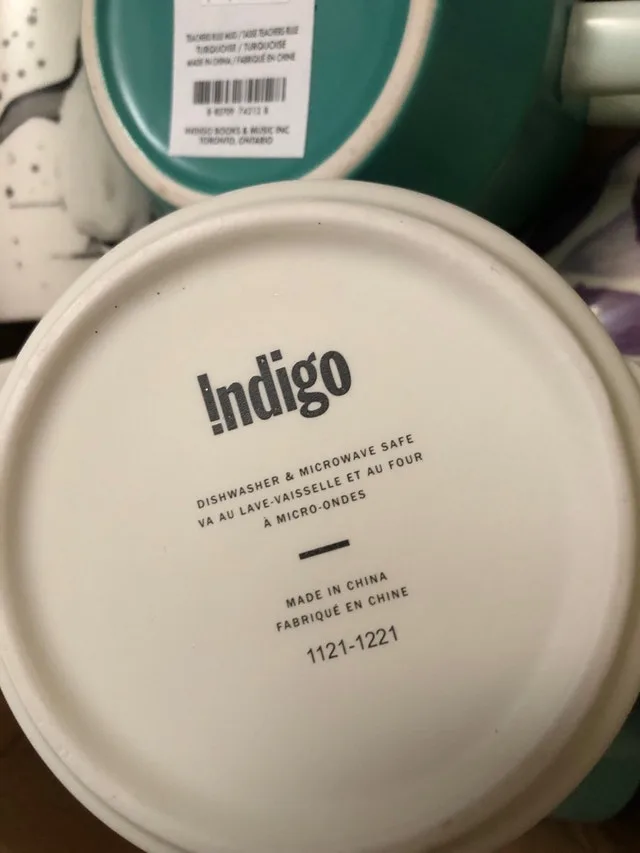 TURQUOISE / TURQUOISE
MADE IN CHINA / FABRIQUÉ EN CHINE
INDIGO BOOKS & MUSIC INC
TORONTO, ONTARIO
!ndigo
DISHWASHER & MICROWAVE SAFE
VA AU LAVE-VAISSELLE ET AU FOUR
À MICRO-ONDES
MADE IN CHINA
FABRIQUÉ EN CHINE
1121-1221